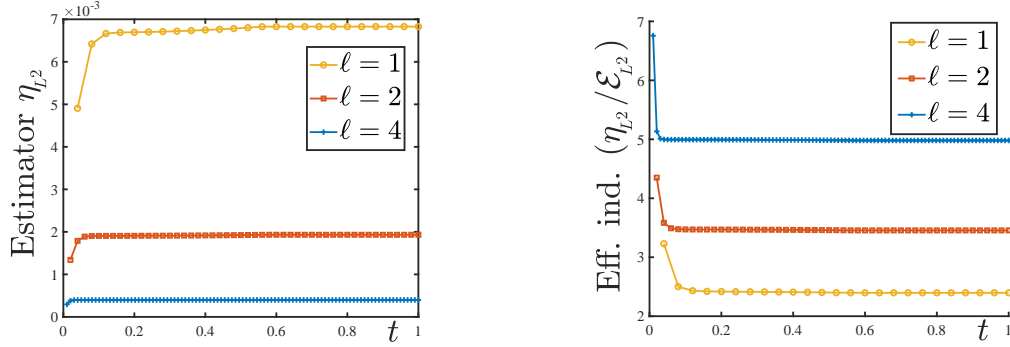 ×10⁻³
7
6
5
4
3
2
1
0
0
0.2
0.4
0.6
0.8
1
t
Estimator η_{L²}
ℓ = 1
ℓ = 2
ℓ = 4
7
6
5
4
3
2
0
0.2
0.4
0.6
0.8
1
t
Eff. ind. (η_{L²}/ℰ_{L²})
ℓ = 1
ℓ = 2
ℓ = 4